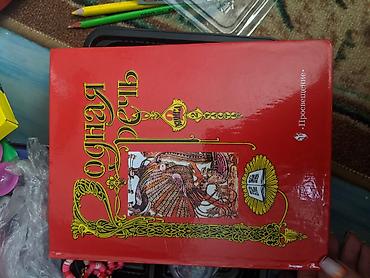 Родная
речь
«Просвещение»